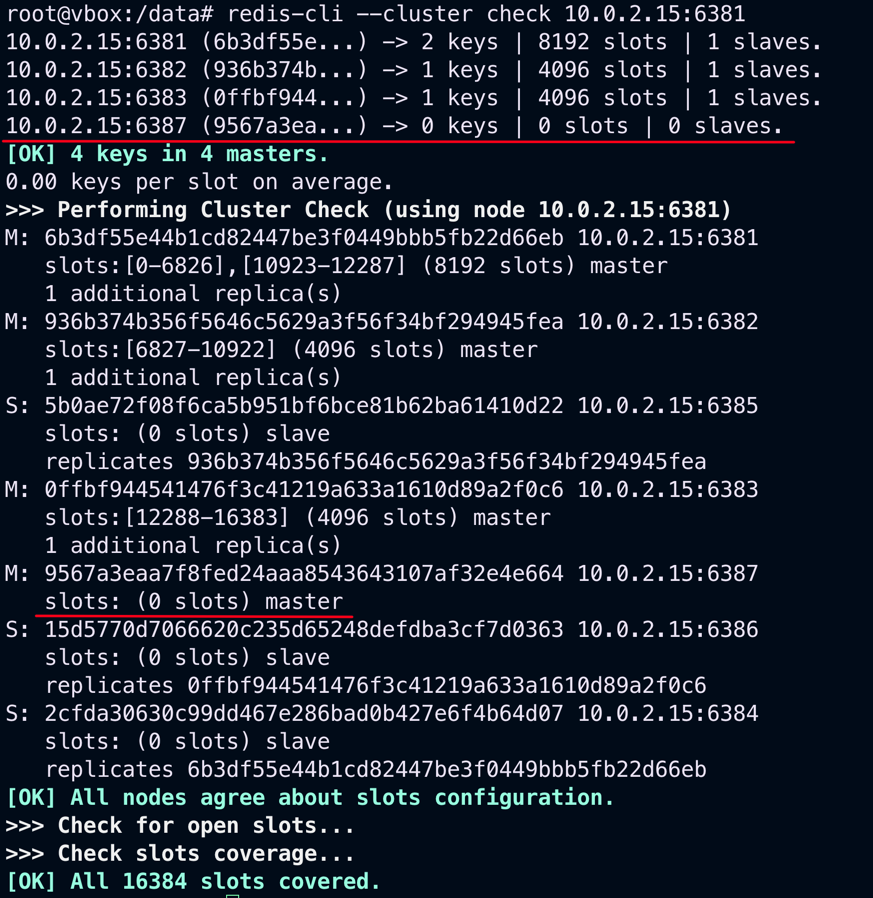 root@vbox:/data# redis-cli --cluster check 10.0.2.15:6381
10.0.2.15:6381 (6b3df55e...) -> 2 keys | 8192 slots | 1 slaves.
10.0.2.15:6382 (936b374b...) -> 1 keys | 4096 slots | 1 slaves.
10.0.2.15:6383 (0ffbf944...) -> 1 keys | 4096 slots | 1 slaves.
10.0.2.15:6387 (9567a3ea...) -> 0 keys | 0 slots | 0 slaves.
[OK] 4 keys in 4 masters.
0.00 keys per slot on average.
>>> Performing Cluster Check (using node 10.0.2.15:6381)
M: 6b3df55e44b1cd82447be3f0449bbb5fb22d66eb 10.0.2.15:6381
   slots:[0-6826],[10923-12287] (8192 slots) master
   1 additional replica(s)
M: 936b374b356f5646c5629a3f56f34bf294945fea 10.0.2.15:6382
   slots:[6827-10922] (4096 slots) master
   1 additional replica(s)
S: 5b0ae72f08f6ca5b951bf6bce81b62ba61410d22 10.0.2.15:6385
   slots: (0 slots) slave
   replicates 936b374b356f5646c5629a3f56f34bf294945fea
M: 0ffbf944541476f3c41219a633a1610d89a2f0c6 10.0.2.15:6383
   slots:[12288-16383] (4096 slots) master
   1 additional replica(s)
M: 9567a3eaa7f8fed24aaa8543643107af32e4e664 10.0.2.15:6387
   slots: (0 slots) master
S: 15d5770d7066620c235d65248defdba3cf7d0363 10.0.2.15:6386
   slots: (0 slots) slave
   replicates 0ffbf944541476f3c41219a633a1610d89a2f0c6
S: 2cfda30630c99dd467e286bad0b427e6f4b64d07 10.0.2.15:6384
   slots: (0 slots) slave
   replicates 6b3df55e44b1cd82447be3f0449bbb5fb22d66eb
[OK] All nodes agree about slots configuration.
>>> Check for open slots...
>>> Check slots coverage...
[OK] All 16384 slots covered.